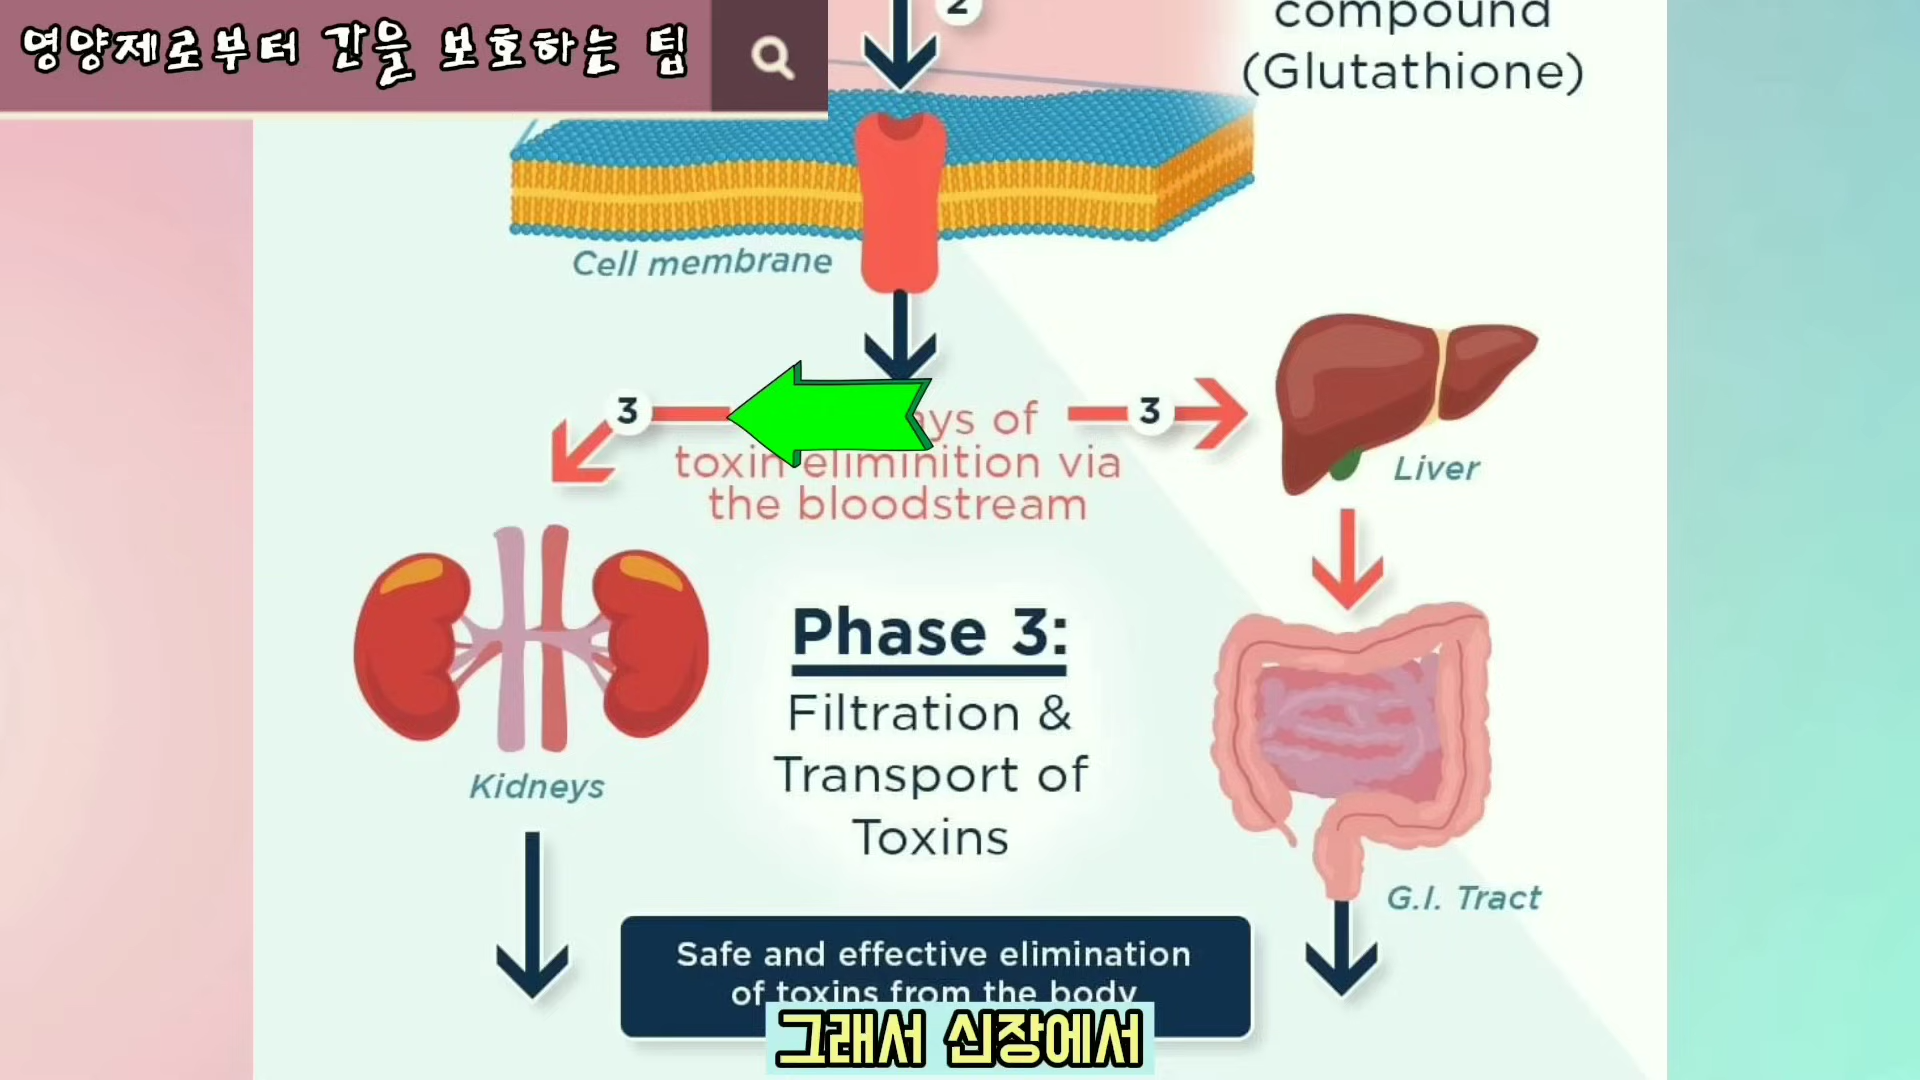 영양제로부터 간을 보호하는 팁
2
compound
(Glutathione)
Cell membrane
3
of
3
toxin eliminition via
the bloodstream
Liver
Phase 3:
Filtration &
Transport of
Toxins
Kidneys
G.I. Tract
Safe and effective elimination
of toxins from the body
그래서 신장에서